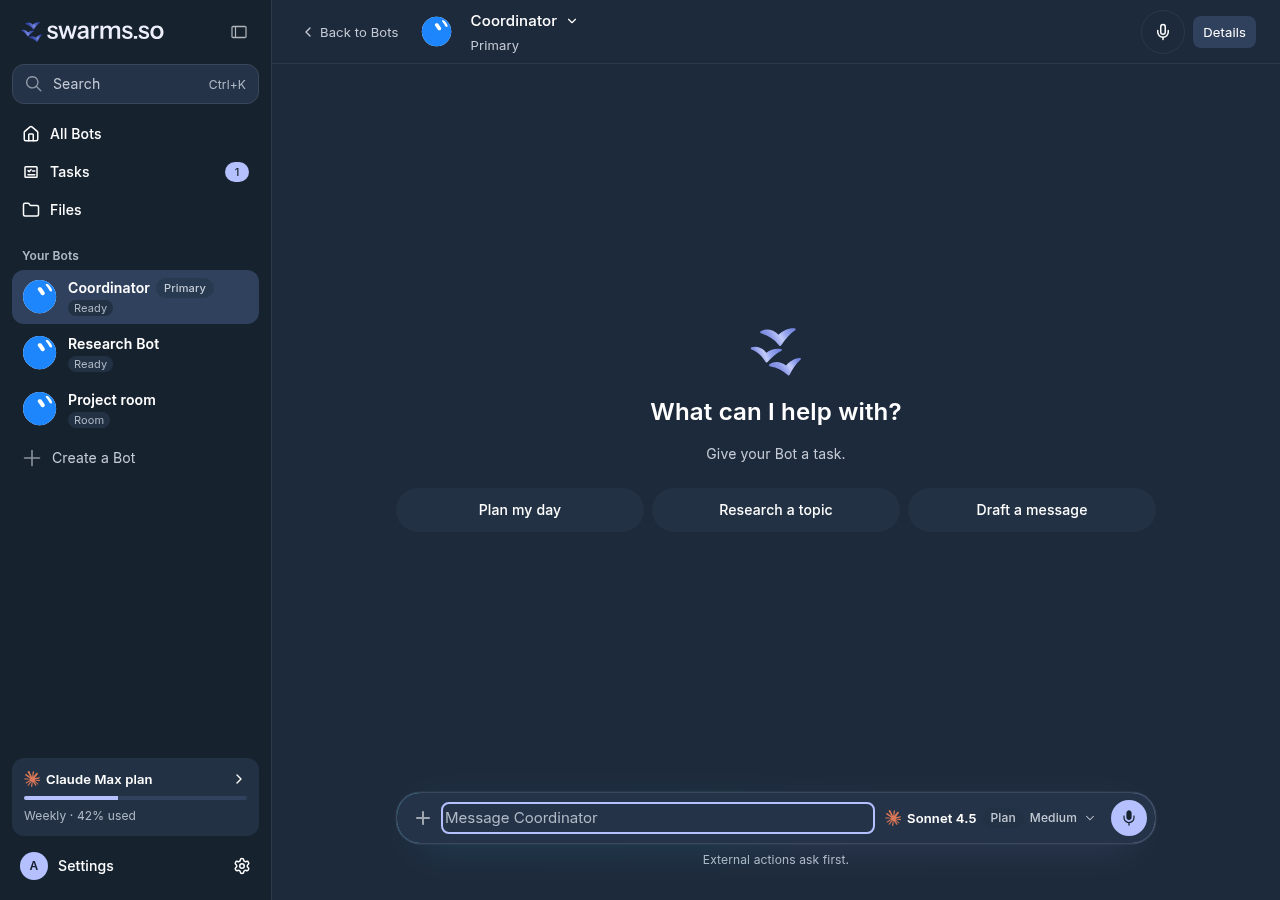 swarms.so
Search Ctrl+K
All Bots
Tasks 1
Files
Your Bots
Coordinator Primary
Ready
Research Bot
Ready
Project room
Room
Create a Bot
Claude Max plan
Weekly · 42% used
A Settings
Back to Bots
Coordinator
Primary
Details
What can I help with?
Give your Bot a task.
Plan my day
Research a topic
Draft a message
Message Coordinator
Sonnet 4.5 Plan Medium
External actions ask first.